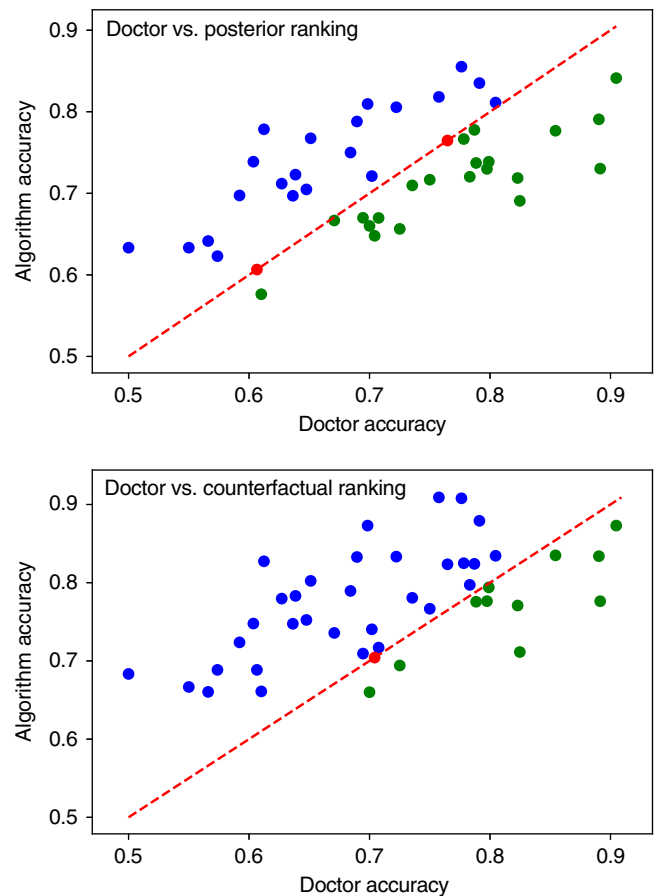 Doctor vs. posterior ranking
0.9
0.8
0.7
0.6
0.5
Algorithm accuracy
0.5 0.6 0.7 0.8 0.9
Doctor accuracy
Doctor vs. counterfactual ranking
0.9
0.8
0.7
0.6
0.5
Algorithm accuracy
0.5 0.6 0.7 0.8 0.9
Doctor accuracy